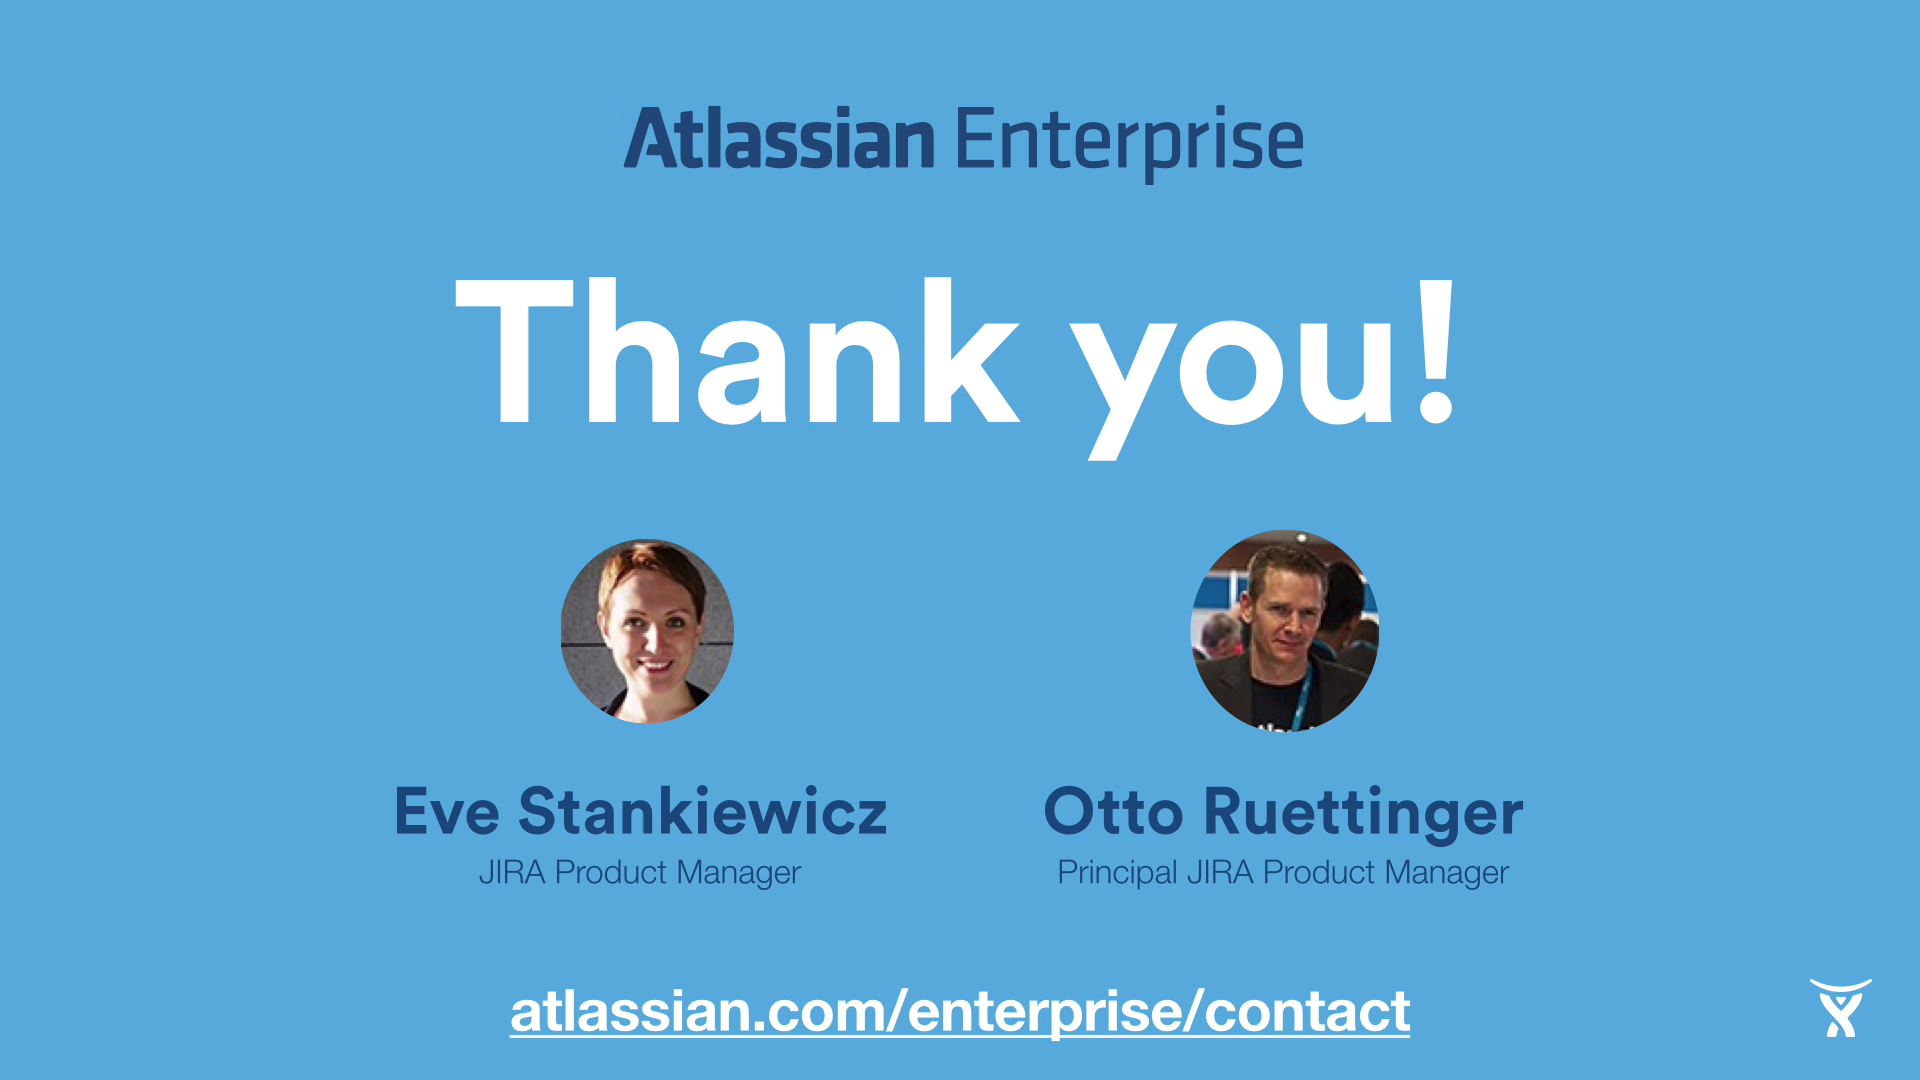 Atlassian Enterprise
Thank you!
Eve Stankiewicz
JIRA Product Manager
Otto Ruettinger
Principal JIRA Product Manager
atlassian.com/enterprise/contact